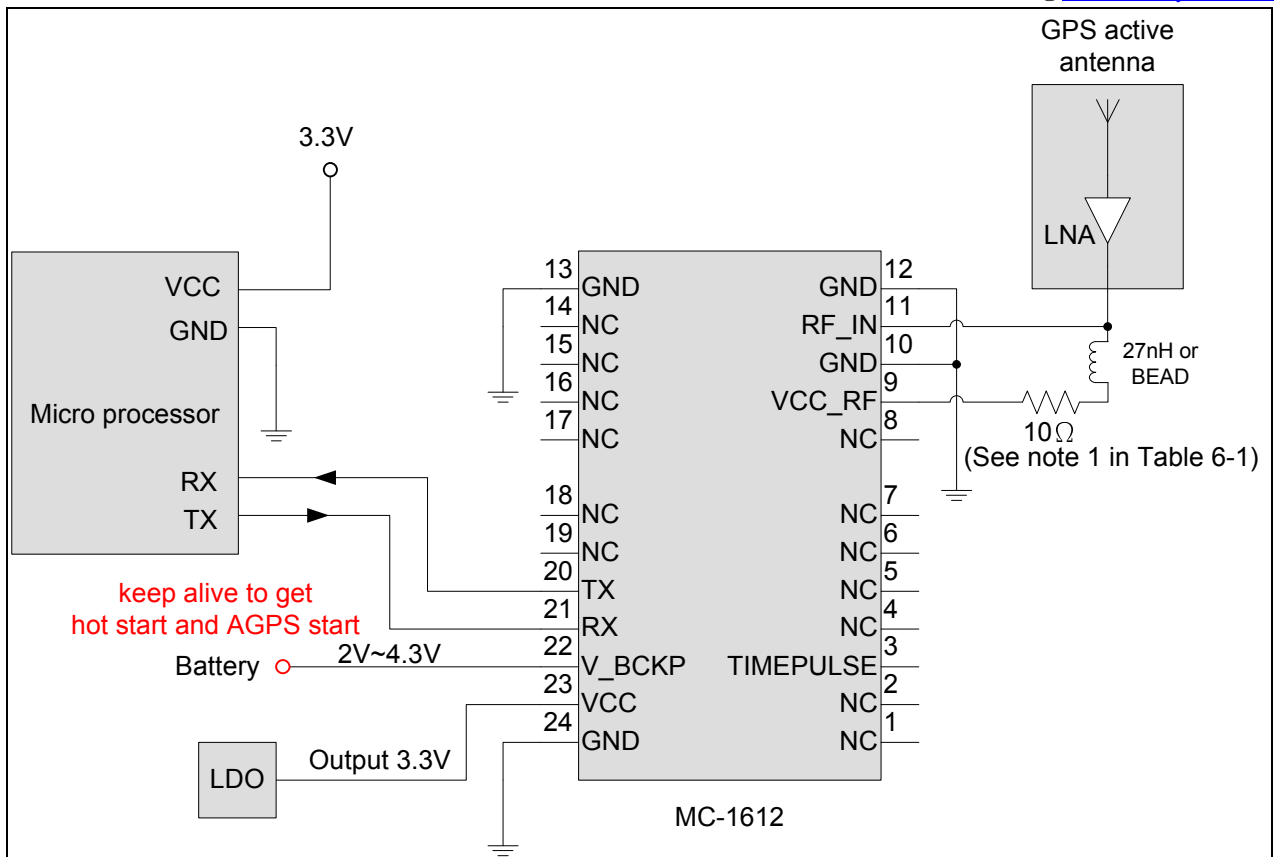 GPS active
antenna
LNA
3.3V
VCC
GND
Micro processor
RX
TX
13
GND
14
NC
15
NC
16
NC
17
NC
18
NC
19
NC
20
TX
21
RX
22
V_BCKP
23
VCC
24
GND
12
GND
11
RF_IN
10
GND
9
VCC_RF
8
NC
7
NC
6
NC
5
NC
4
NC
3
TIMEPULSE
2
NC
1
NC
27nH or
BEAD
10Ω
(See note 1 in Table 6-1)
keep alive to get
hot start and AGPS start
Battery
2V~4.3V
LDO
Output 3.3V
MC-1612